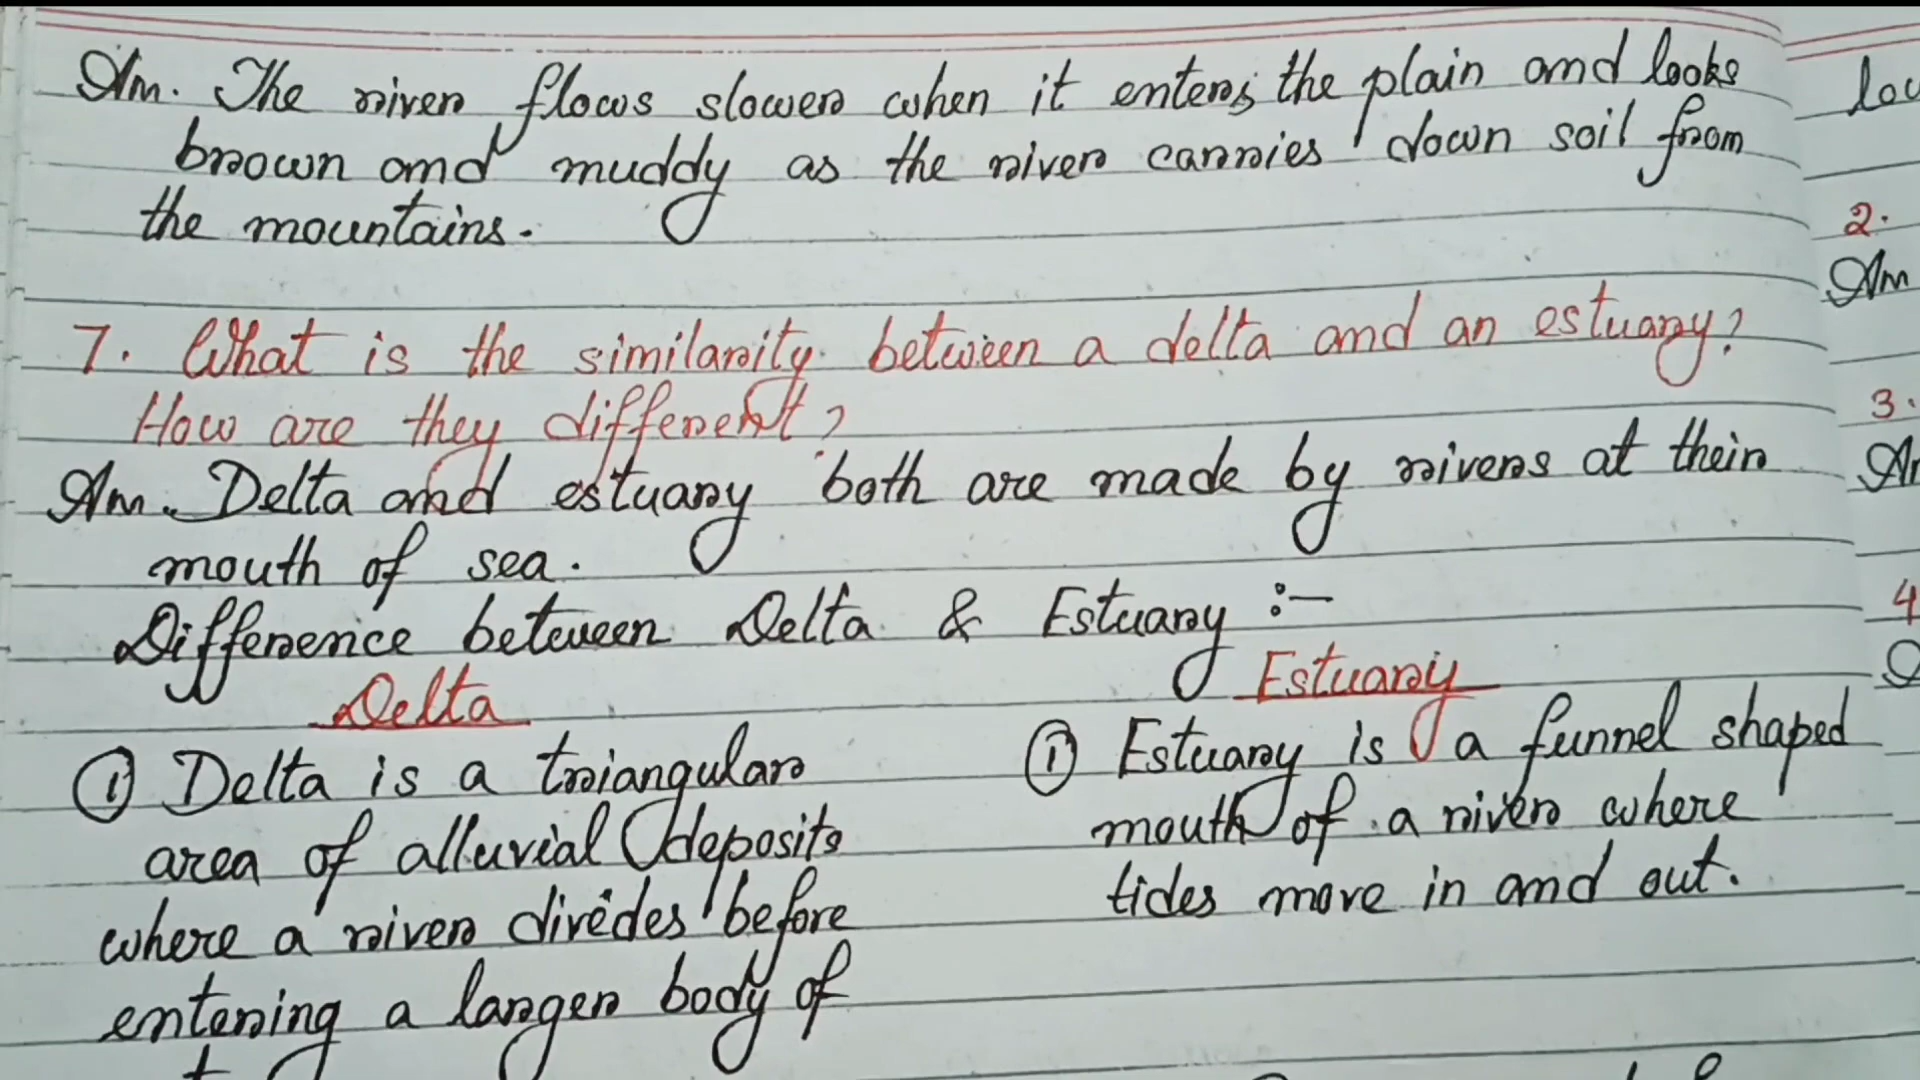 Ans. The river flows slower when it enters the plain and looks
brown and muddy as the river carries down soil from
the mountains.
7. What is the similarity between a delta and an estuary?
How are they different?
Ans. Delta and estuary both are made by rivers at their
mouth of sea.
Difference between Delta & Estuary :-
Delta
Estuary
① Delta is a triangular
area of alluvial deposits
where a river divides before
entering a larger body of
① Estuary is a funnel shaped
mouth of a river where
tides move in and out.
2.
Ans
3.
4